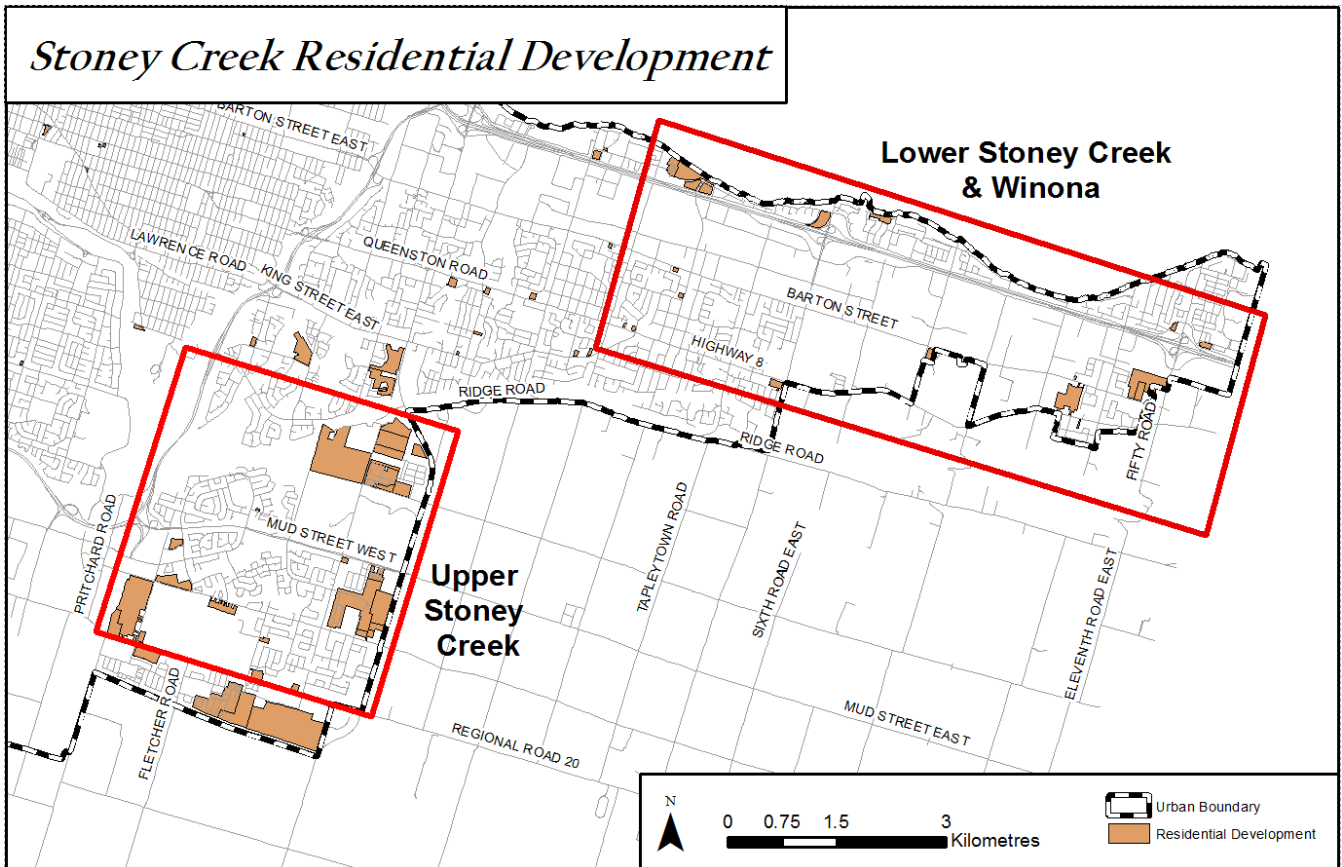 Stoney Creek Residential Development
BARTON STREET EAST
Lower Stoney Creek
& Winona
LAWRENCE ROAD
QUEENSTON ROAD
KING STREET EAST
BARTON STREET
HIGHWAY 8
RIDGE ROAD
RIDGE ROAD
FIFTY ROAD
PRITCHARD ROAD
MUD STREET WEST
Upper
Stoney
Creek
TAPLEYTOWN ROAD
SIXTH ROAD EAST
ELEVENTH ROAD EAST
FLETCHER ROAD
MUD STREET EAST
REGIONAL ROAD 20
N
0 0.75 1.5 3
Kilometres
Urban Boundary
Residential Development